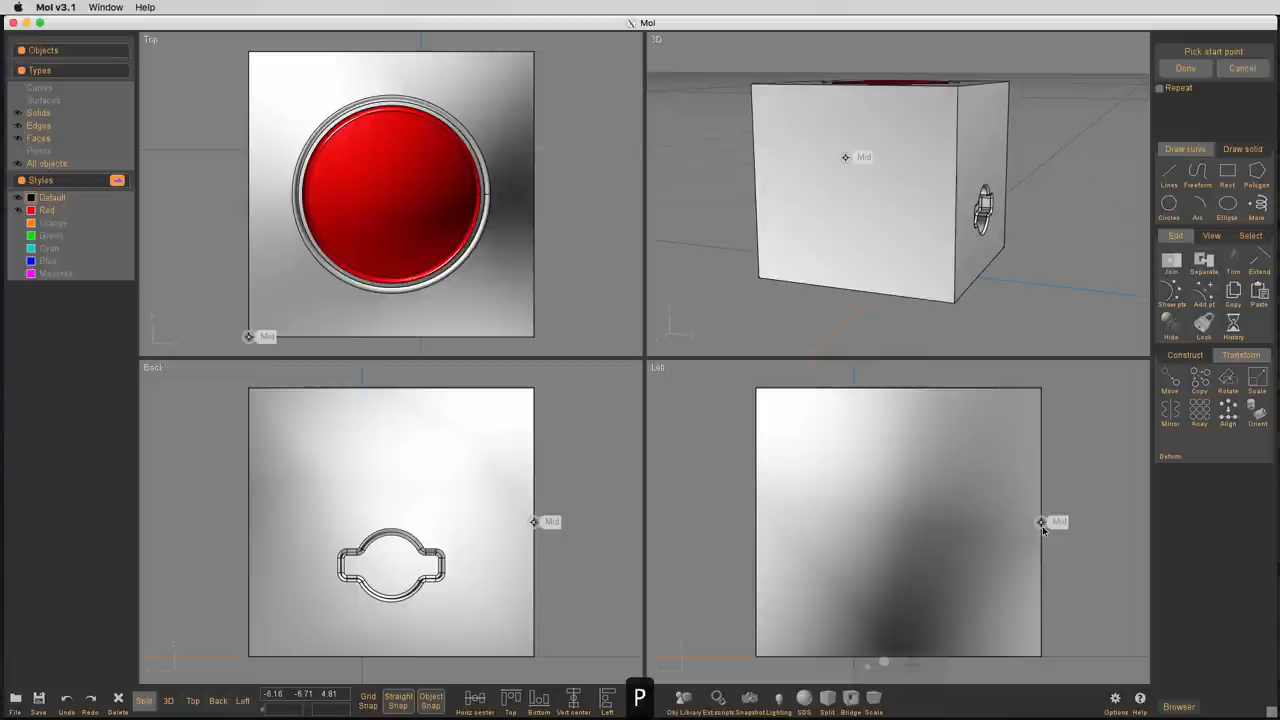 MoI v3.1 Window Help
MoI
Objects
Types
Curves
Surfaces
Solids
Edges
Faces
Points
All objects
Styles
Default
Red
Orange
Green
Cyan
Blue
Magenta
Top
Mid
3D
Mid
Back
Mid
Left
Mid
Pick start point
Done Cancel
Repeat
Draw curve Draw solid
Lines Freeform Rect Polygon
Circles Arc Ellipse More
Edit View Select
Join Separate Trim Extend
Show pts Add pt Copy Paste
Hide Lock History
Construct Transform
Move Copy Rotate Scale
Mirror Array Align Orient
Deform
File Save Undo Redo Delete Split 3D Top Back Left -6.16 -6.71 4.81 Grid Snap Straight Snap Object Snap Horiz center Top Bottom Vert center Left P Obj Library Ext.scripts Snapshot Lighting SDS Split Bridge Scale Options Help
Browser